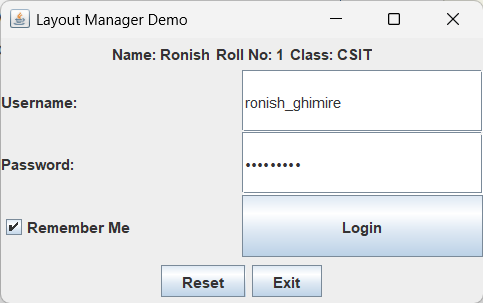 Layout Manager Demo
Name: Ronish Roll No: 1 Class: CSIT
Username: ronish_ghimire
Password: •••••••••
Remember Me Login
Reset Exit